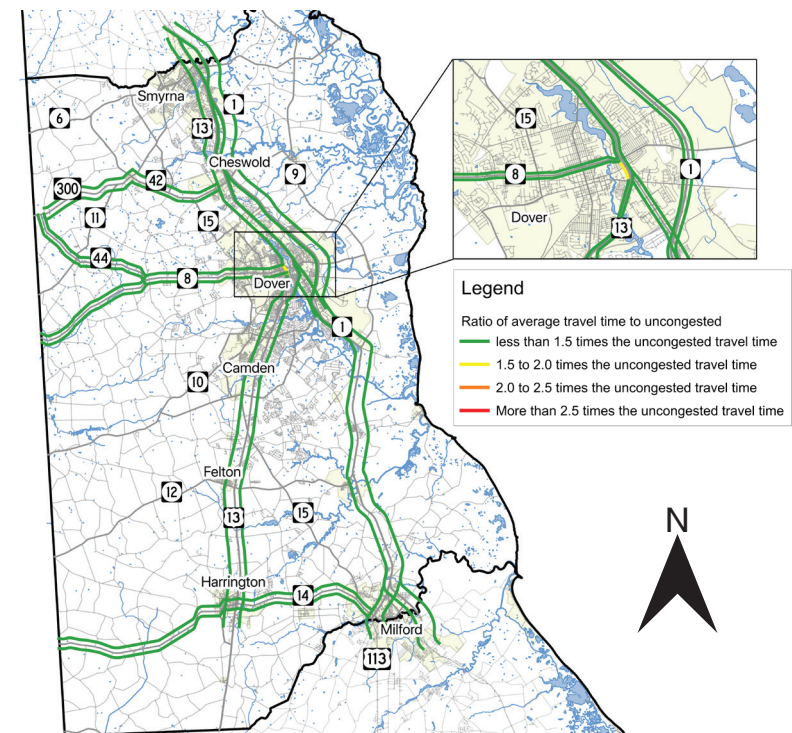 Smyrna
6
1
13
Cheswold
9
42
300
11
15
44
8
Dover
1
Camden
10
Felton
12
13
15
Harrington
14
Milford
113
15
8
1
Dover
13
Legend
Ratio of average travel time to uncongested
less than 1.5 times the uncongested travel time
1.5 to 2.0 times the uncongested travel time
2.0 to 2.5 times the uncongested travel time
More than 2.5 times the uncongested travel time
N